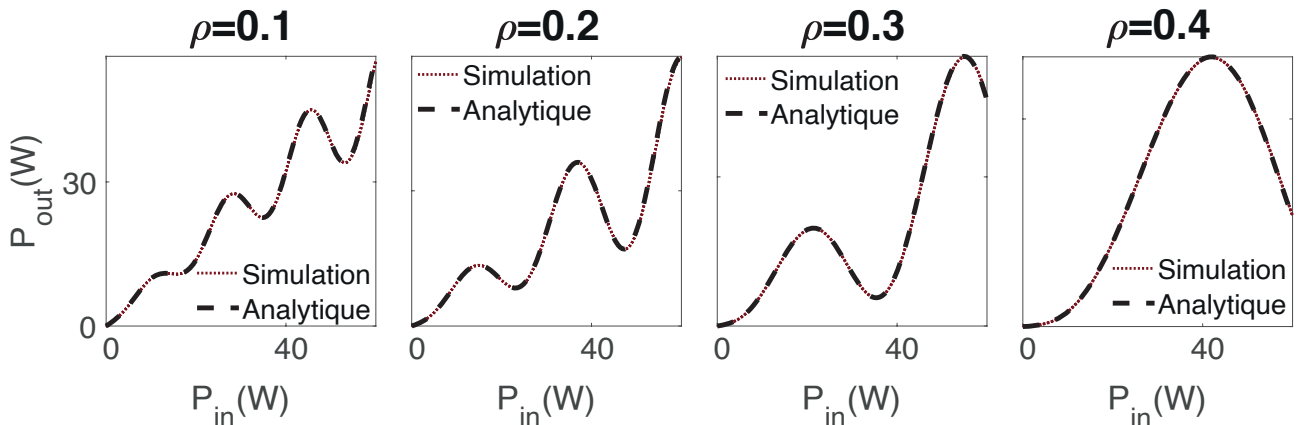 ρ=0.1
P_out(W)
30
0
Simulation
Analytique
0
40
P_in(W)
ρ=0.2
Simulation
Analytique
0
40
P_in(W)
ρ=0.3
Simulation
Analytique
0
40
P_in(W)
ρ=0.4
Simulation
Analytique
0
40
P_in(W)